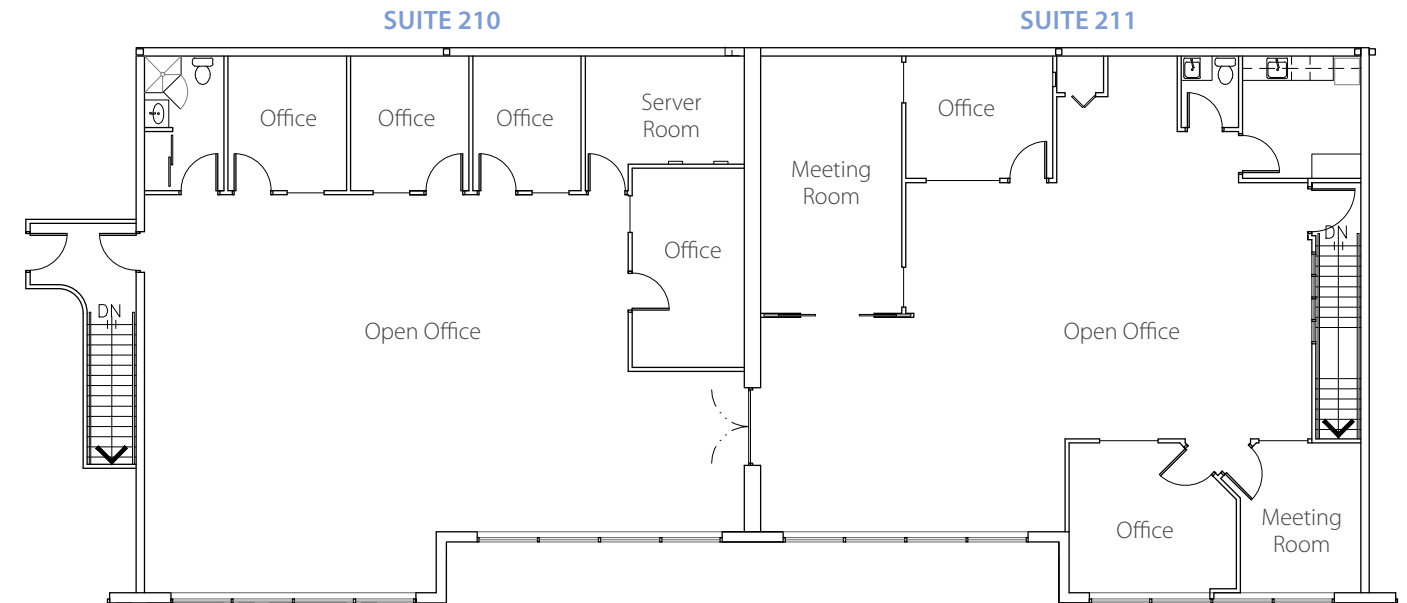 SUITE 210
SUITE 211
Office
Office
Office
Server
Room
Office
Meeting
Room
Office
DN
DN
Open Office
Open Office
Office
Meeting
Room